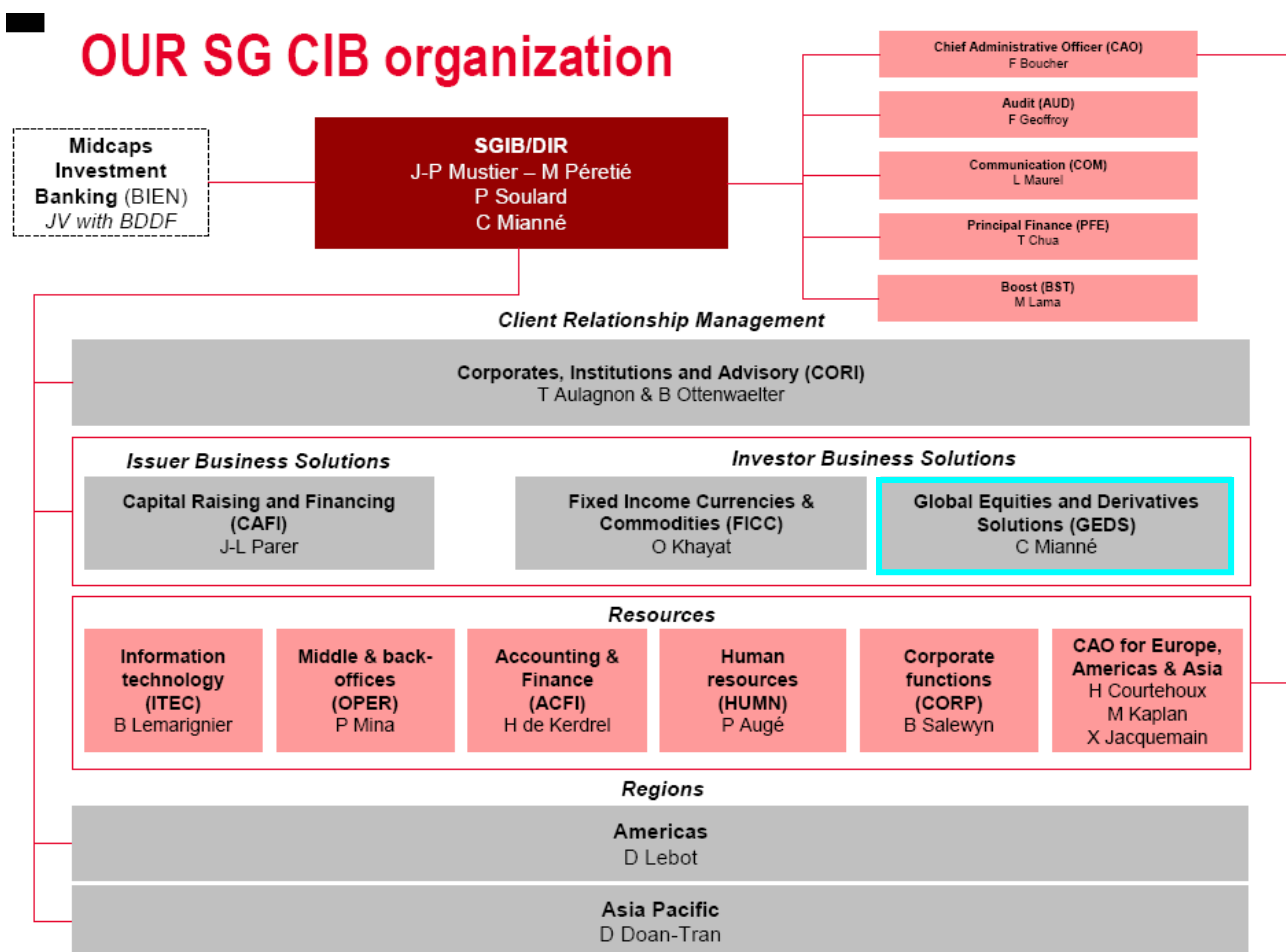 OUR SG CIB organization
Midcaps
Investment
Banking (BIEN)
JV with BDDF
SGIB/DIR
J-P Mustier – M Péretié
P Soulard
C Mianné
Chief Administrative Officer (CAO)
F Boucher
Audit (AUD)
F Geoffroy
Communication (COM)
L Maurel
Principal Finance (PFE)
T Chua
Boost (BST)
M Lama
Client Relationship Management
Corporates, Institutions and Advisory (CORI)
T Aulagnon & B Ottenwaelter
Issuer Business Solutions
Capital Raising and Financing
(CAFI)
J-L Parer
Investor Business Solutions
Fixed Income Currencies &
Commodities (FICC)
O Khayat
Global Equities and Derivatives
Solutions (GEDS)
C Mianné
Resources
Information
technology
(ITEC)
B Lemarignier
Middle & back-
offices
(OPER)
P Mina
Accounting &
Finance
(ACFI)
H de Kerdrel
Human
resources
(HUMN)
P Augé
Corporate
functions
(CORP)
B Salewyn
CAO for Europe,
Americas & Asia
H Courtehoux
M Kaplan
X Jacquemain
Regions
Americas
D Lebot
Asia Pacific
D Doan-Tran